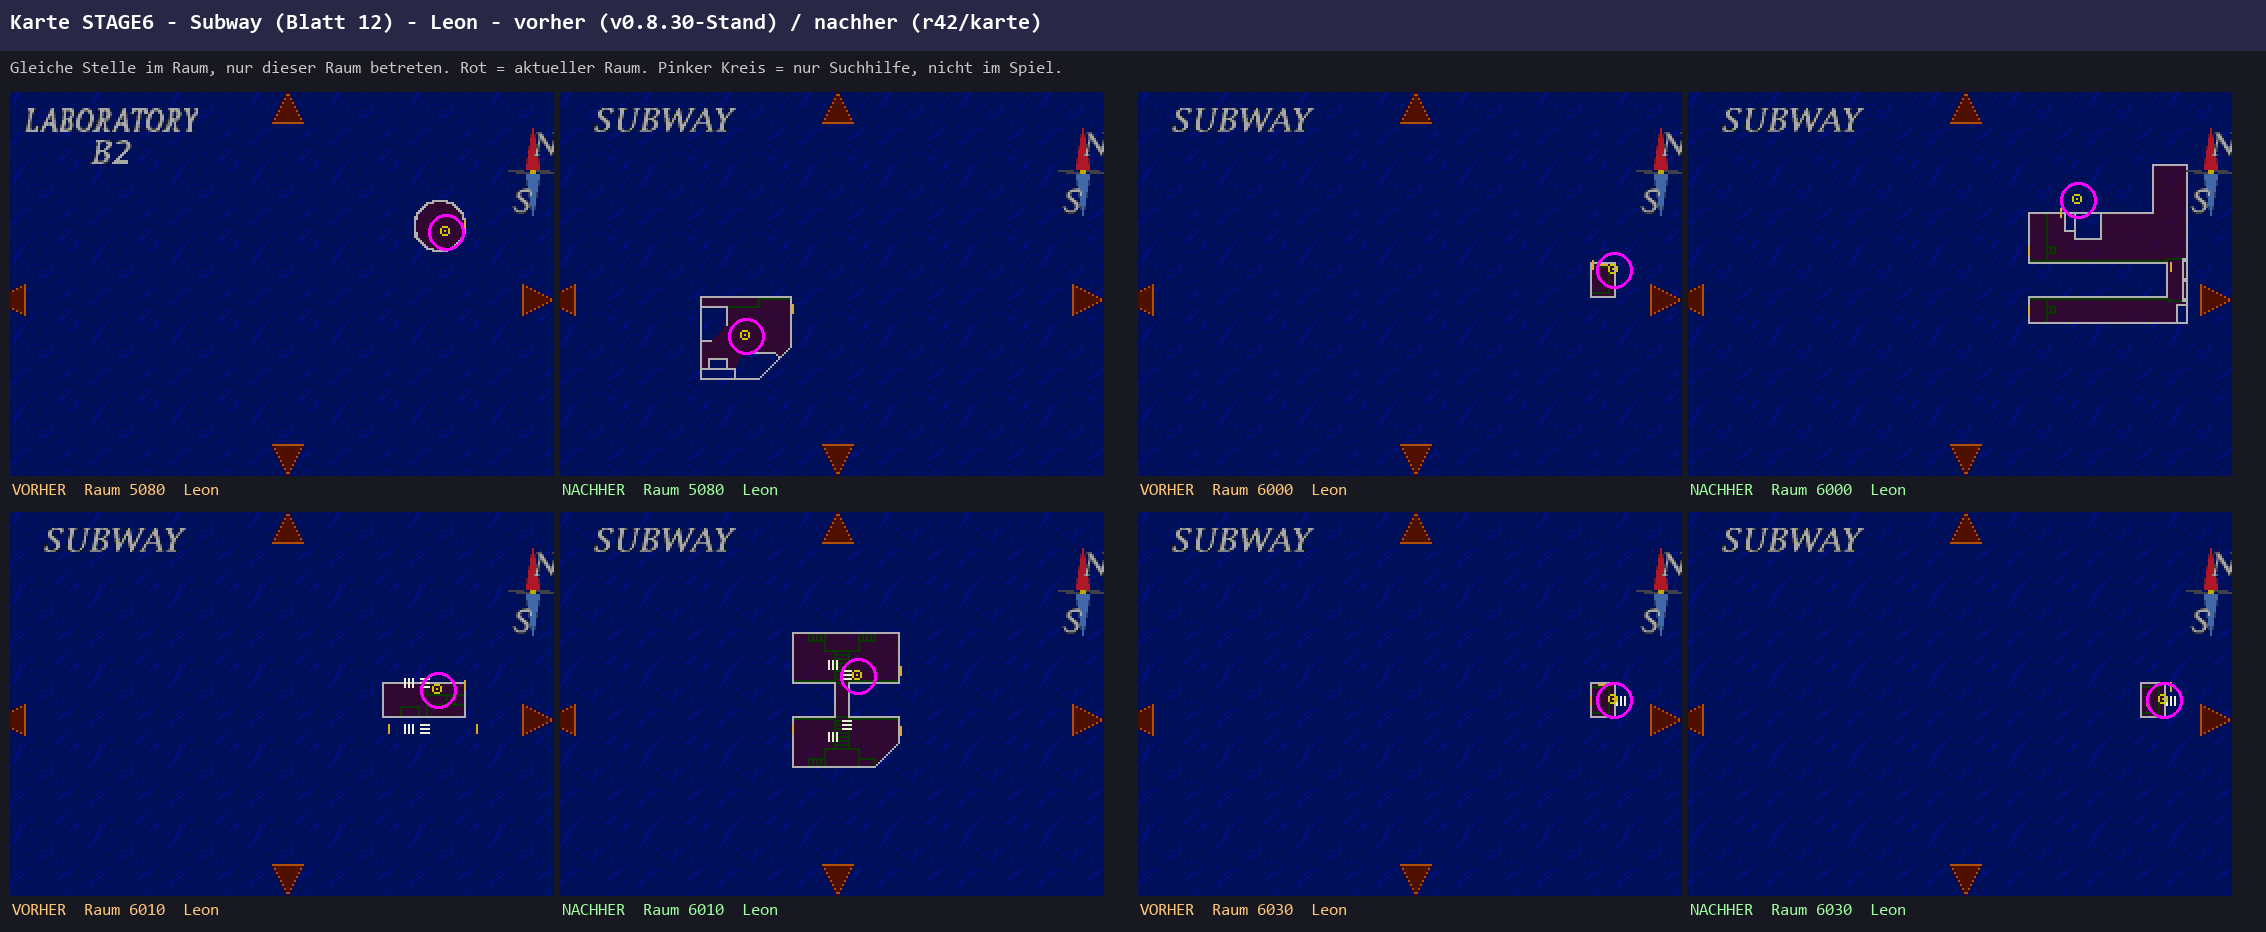 Karte STAGE6 - Subway (Blatt 12) - Leon - vorher (v0.8.30-Stand) / nachher (r42/karte)
Gleiche Stelle im Raum, nur dieser Raum betreten. Rot = aktueller Raum. Pinker Kreis = nur Suchhilfe, nicht im Spiel.
LABORATORY
B2
N
S
SUBWAY
N
S
SUBWAY
N
S
SUBWAY
N
S
VORHER Raum 5080 Leon
NACHHER Raum 5080 Leon
VORHER Raum 6000 Leon
NACHHER Raum 6000 Leon
SUBWAY
N
S
SUBWAY
N
S
SUBWAY
N
S
SUBWAY
N
S
VORHER Raum 6010 Leon
NACHHER Raum 6010 Leon
VORHER Raum 6030 Leon
NACHHER Raum 6030 Leon